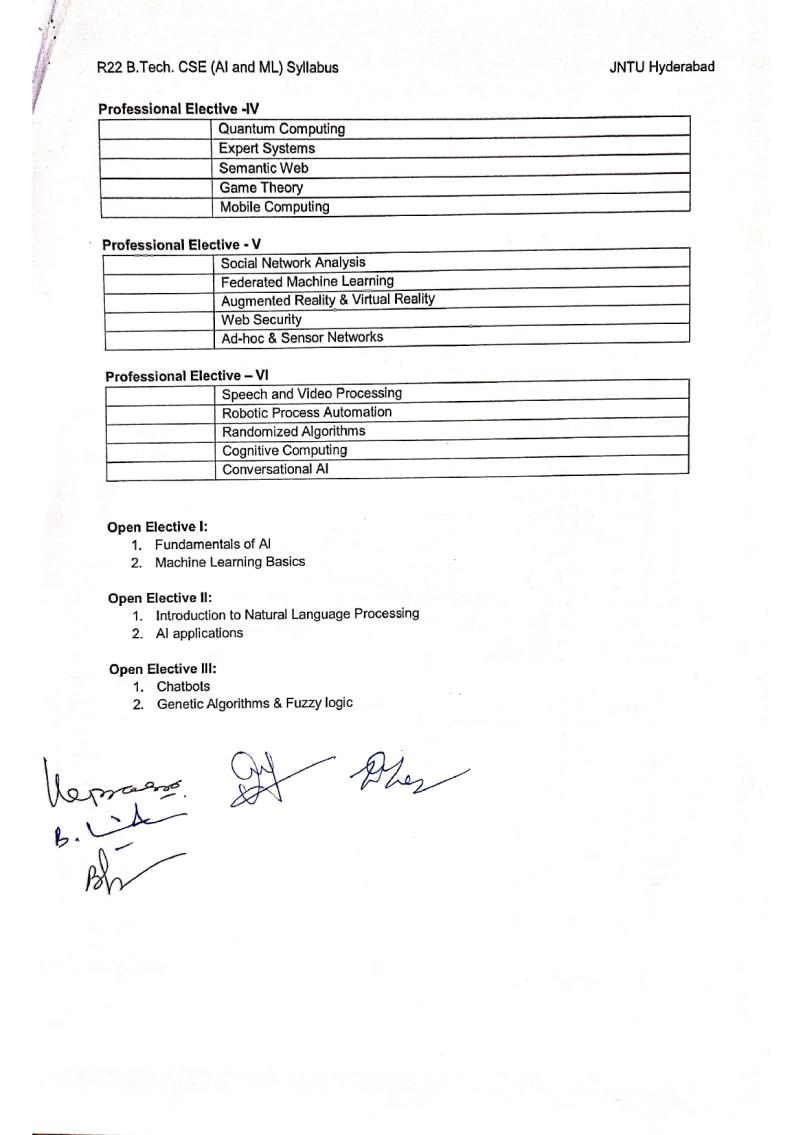 R22 B.Tech. CSE (AI and ML) Syllabus JNTU Hyderabad
Professional Elective -IV
Quantum Computing
Expert Systems
Semantic Web
Game Theory
Mobile Computing
Professional Elective - V
Social Network Analysis
Federated Machine Learning
Augmented Reality & Virtual Reality
Web Security
Ad-hoc & Sensor Networks
Professional Elective – VI
Speech and Video Processing
Robotic Process Automation
Randomized Algorithms
Cognitive Computing
Conversational AI
Open Elective I:
1. Fundamentals of AI
2. Machine Learning Basics
Open Elective II:
1. Introduction to Natural Language Processing
2. AI applications
Open Elective III:
1. Chatbots
2. Genetic Algorithms & Fuzzy logic
B.